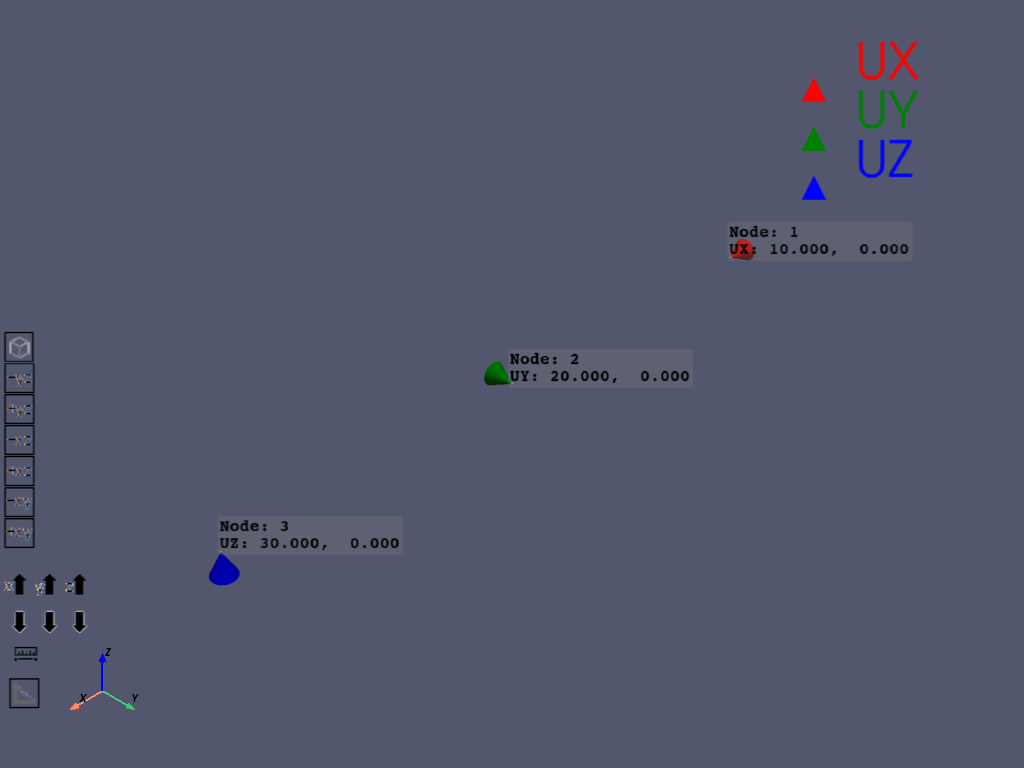 UX
UY
UZ
Node: 1
UX: 10.000,  0.000
Node: 2
UY: 20.000,  0.000
Node: 3
UZ: 30.000,  0.000
-yz
+yz
-xz
+xz
-xy
+xy
x y z
Z
X Y